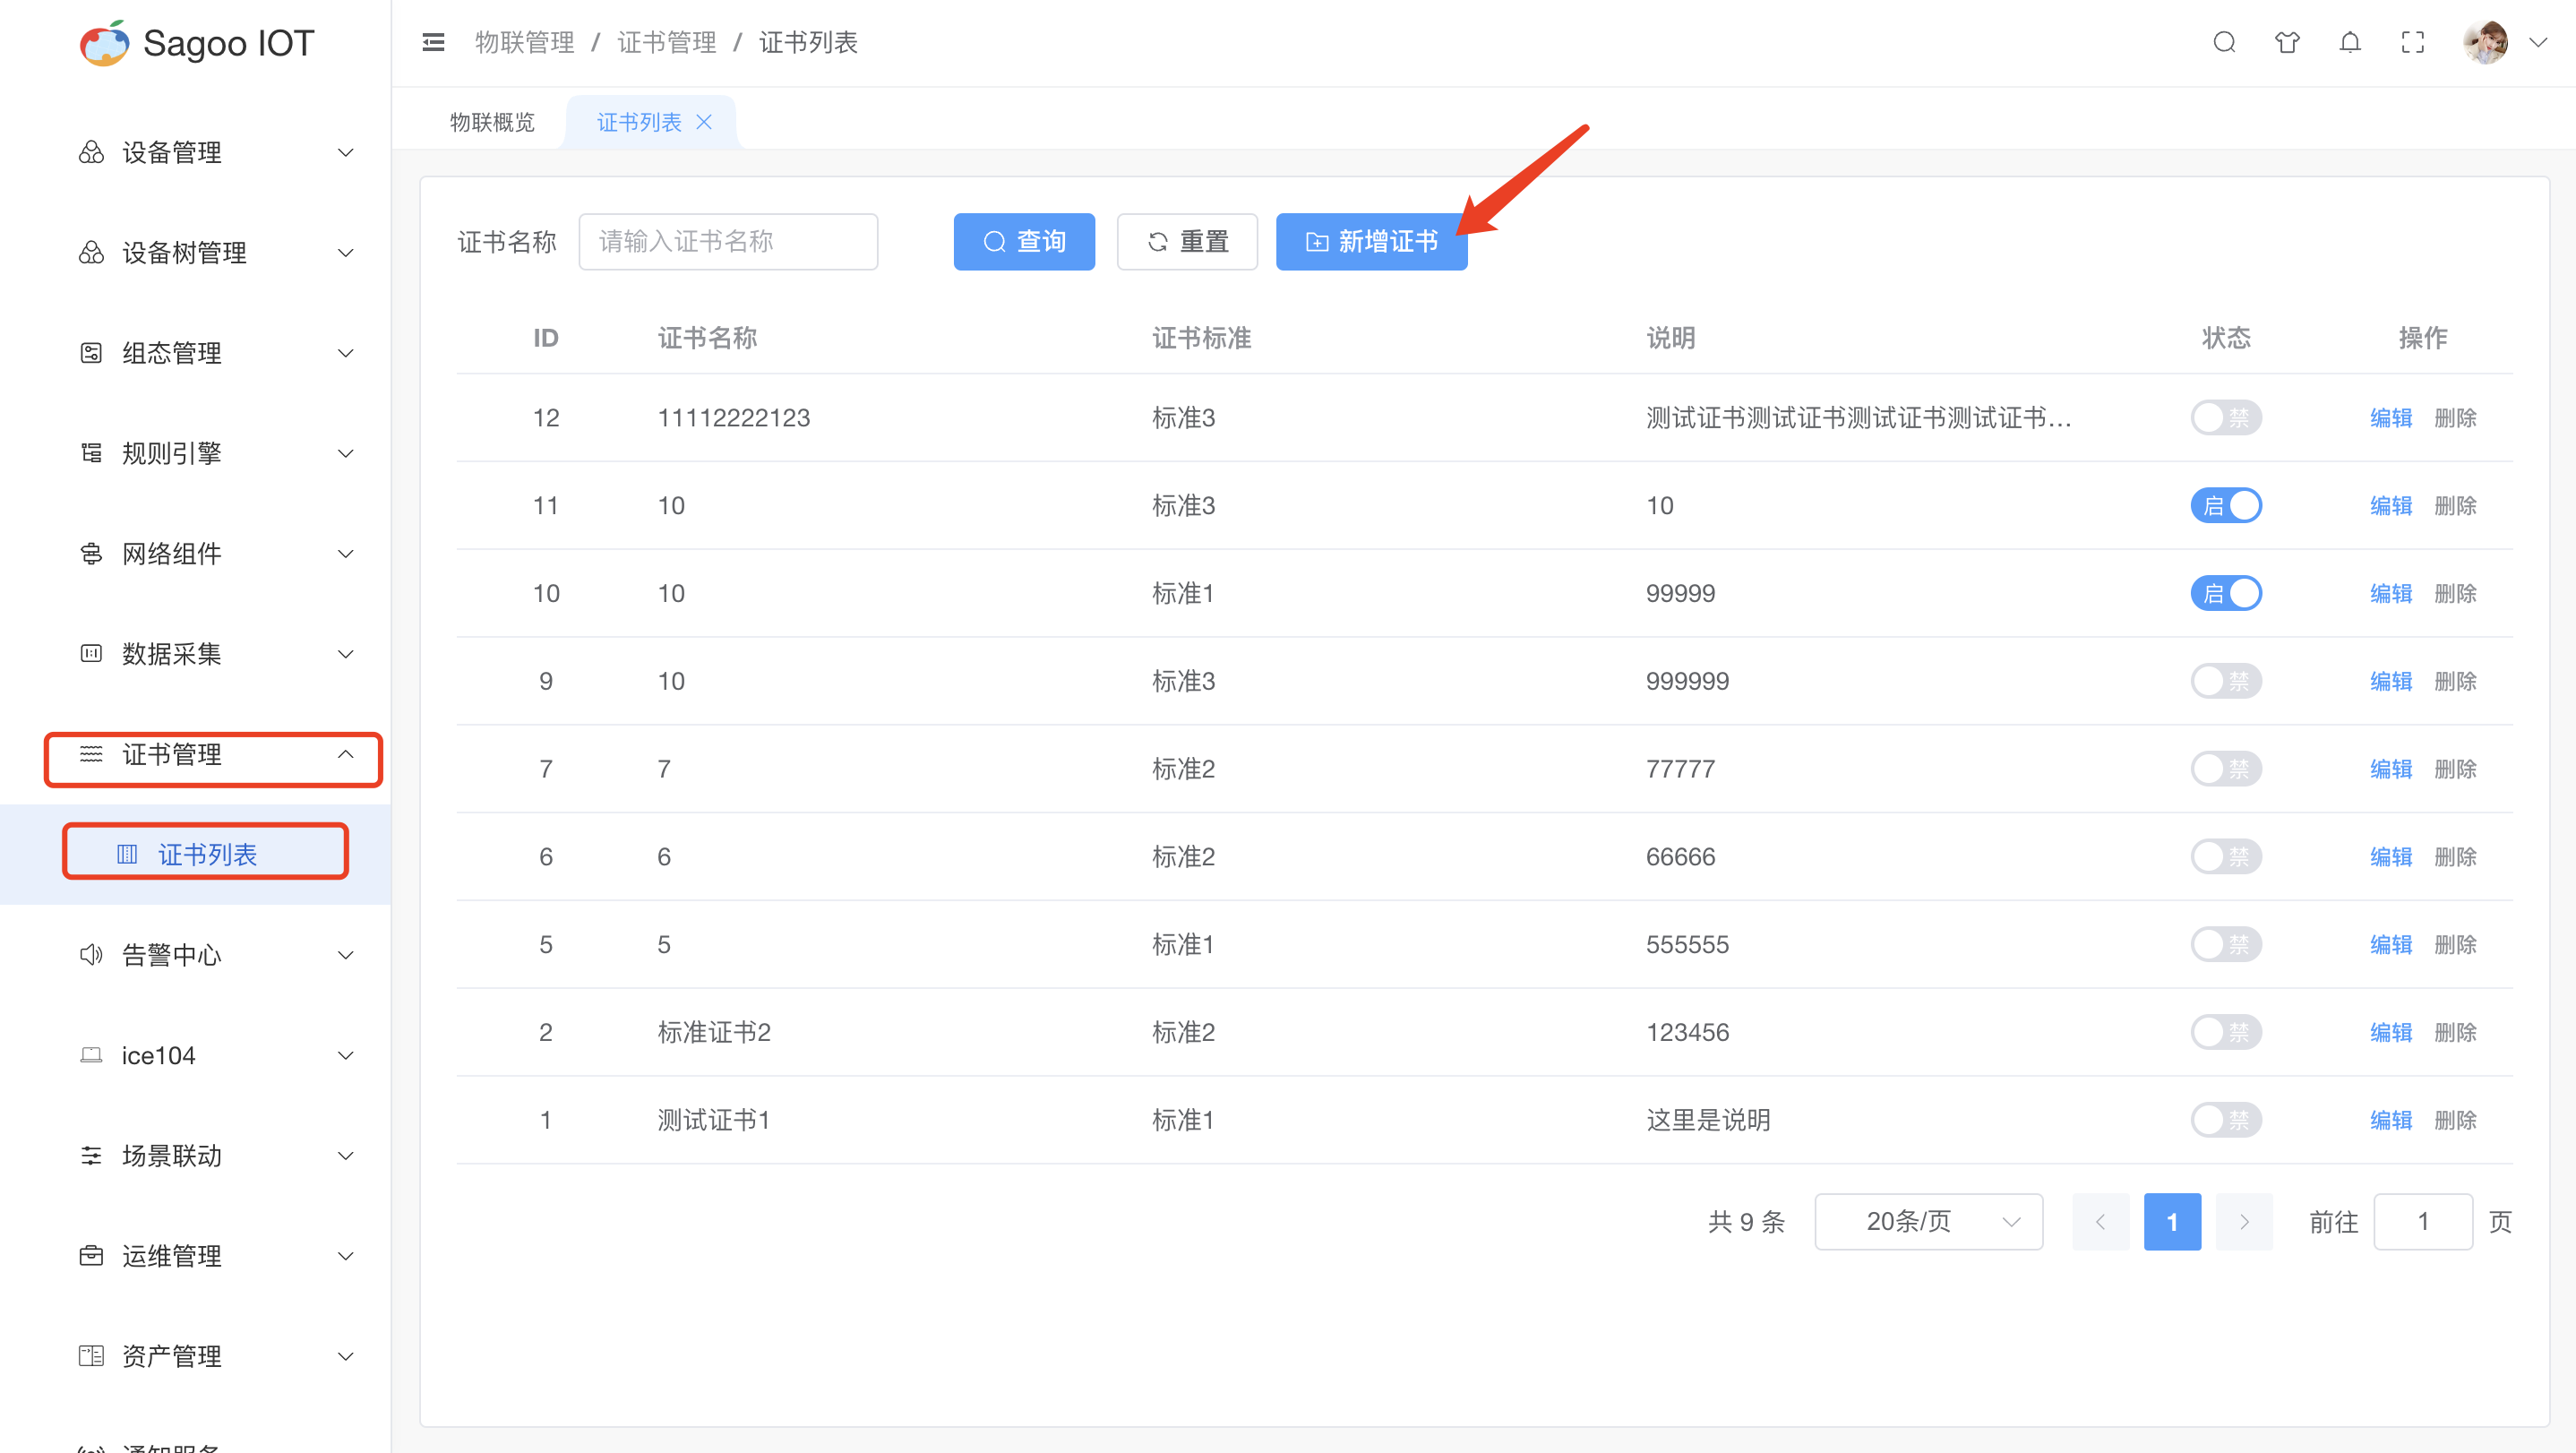 Sagoo IOT
设备管理
设备树管理
组态管理
规则引擎
网络组件
数据采集
证书管理
证书列表
告警中心
ice104
场景联动
运维管理
资产管理
通知服务
物联管理 / 证书管理 / 证书列表
物联概览 证书列表
证书名称 请输入证书名称 查询 重置 新增证书
ID 证书名称 证书标准 说明 状态 操作
12 11112222123 标准3 测试证书测试证书测试证书测试证书... 禁 编辑 删除
11 10 标准3 10 启 编辑 删除
10 10 标准1 99999 启 编辑 删除
9 10 标准3 999999 禁 编辑 删除
7 7 标准2 77777 禁 编辑 删除
6 6 标准2 66666 禁 编辑 删除
5 5 标准1 555555 禁 编辑 删除
2 标准证书2 标准2 123456 禁 编辑 删除
1 测试证书1 标准1 这里是说明 禁 编辑 删除
共 9 条 20条/页 1 前往 1 页